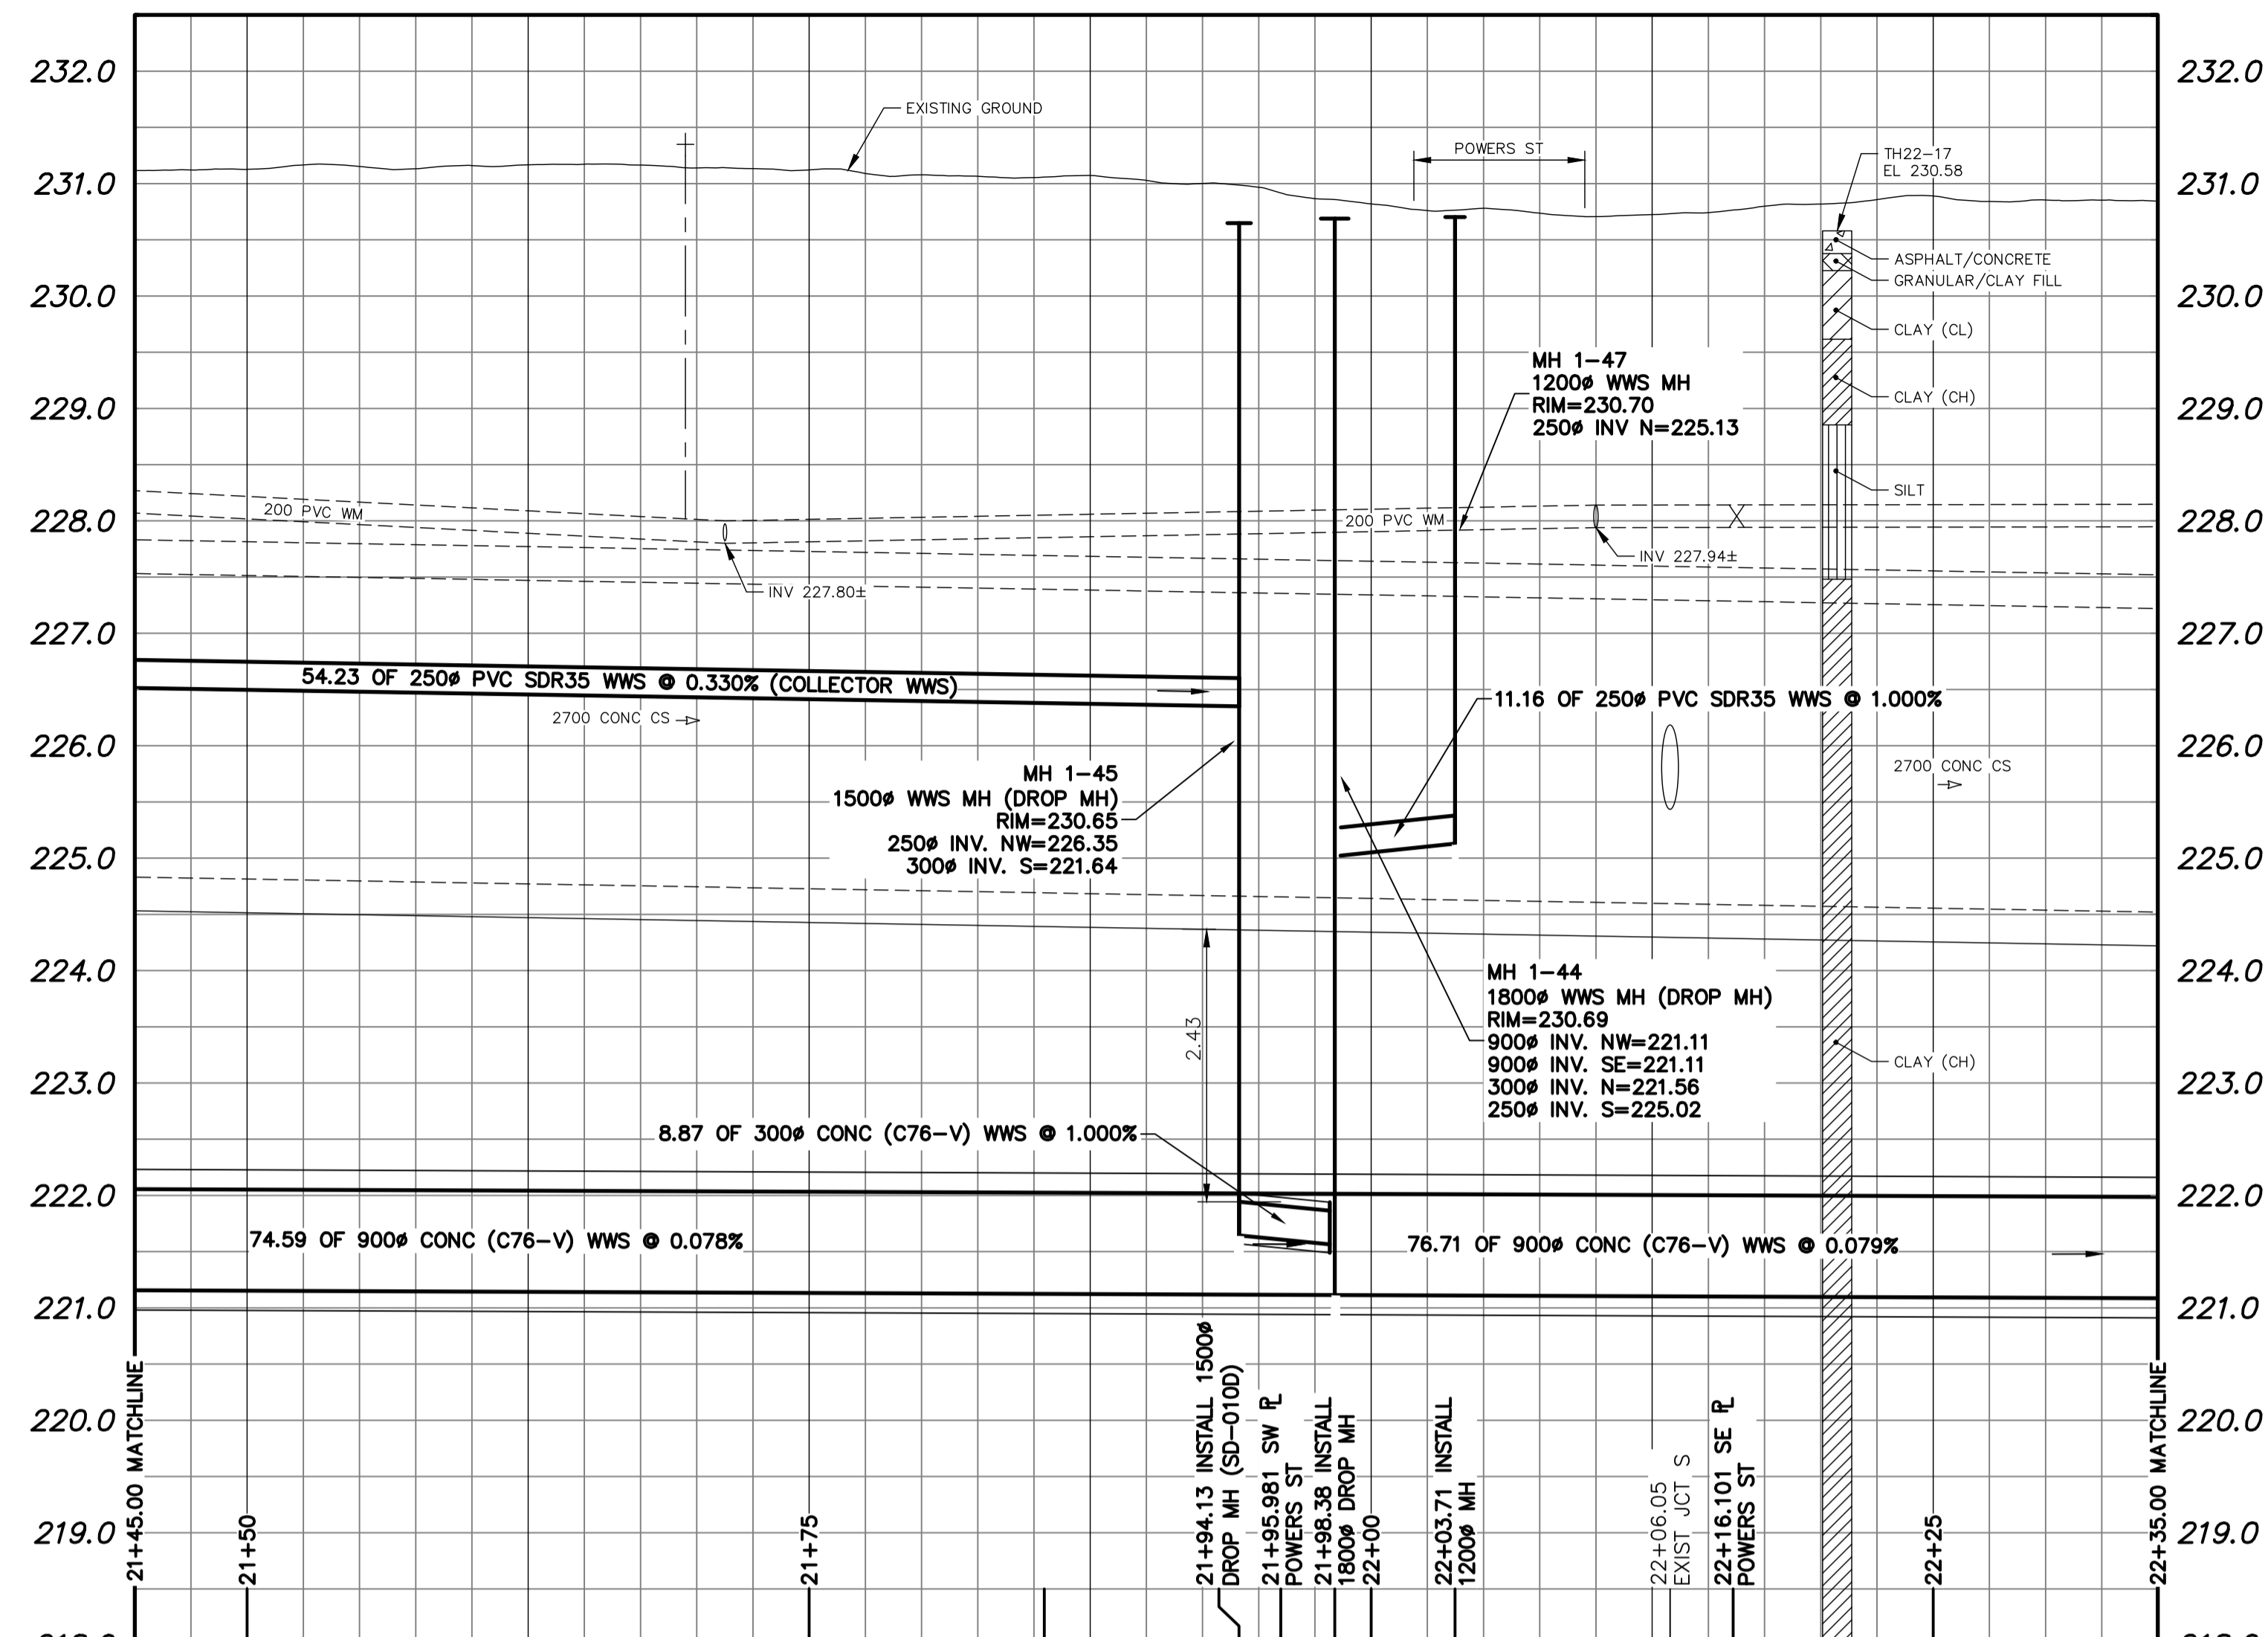 232.0
232.0
EXISTING GROUND
POWERS ST
TH22-17
EL 230.58
231.0
231.0
ASPHALT/CONCRETE
GRANULAR/CLAY FILL
230.0
230.0
CLAY (CL)
MH 1-47
1200ø WWS MH
RIM=230.70
250ø INV N=225.13
CLAY (CH)
229.0
229.0
SILT
200 PVC WM
200 PVC WM
228.0
228.0
INV 227.94±
INV 227.80±
227.0
227.0
54.23 OF 250ø PVC SDR35 WWS @ 0.330% (COLLECTOR WWS)
11.16 OF 250ø PVC SDR35 WWS @ 1.000%
2700 CONC CS
226.0
226.0
2700 CONC CS
MH 1-45
1500ø WWS MH (DROP MH)
RIM=230.65
250ø INV. NW=226.35
300ø INV. S=221.64
225.0
225.0
224.0
224.0
MH 1-44
1800ø WWS MH (DROP MH)
RIM=230.69
900ø INV. NW=221.11
900ø INV. SE=221.11
300ø INV. N=221.56
250ø INV. S=225.02
2.43
CLAY (CH)
223.0
223.0
8.87 OF 300ø CONC (C76-V) WWS @ 1.000%
222.0
222.0
74.59 OF 900ø CONC (C76-V) WWS @ 0.078%
76.71 OF 900ø CONC (C76-V) WWS @ 0.079%
221.0
221.0
220.0
220.0
219.0
219.0
21+45.00 MATCHLINE
21+50
21+75
21+94.13 INSTALL 1500ø
DROP MH (SD-010D)
21+95.981 SW PL
POWERS ST
21+98.38 INSTALL
1800ø DROP MH
22+00
22+03.71 INSTALL
1200ø MH
22+06.05
EXIST JCT S
22+16.101 SE PL
POWERS ST
22+25
22+35.00 MATCHLINE